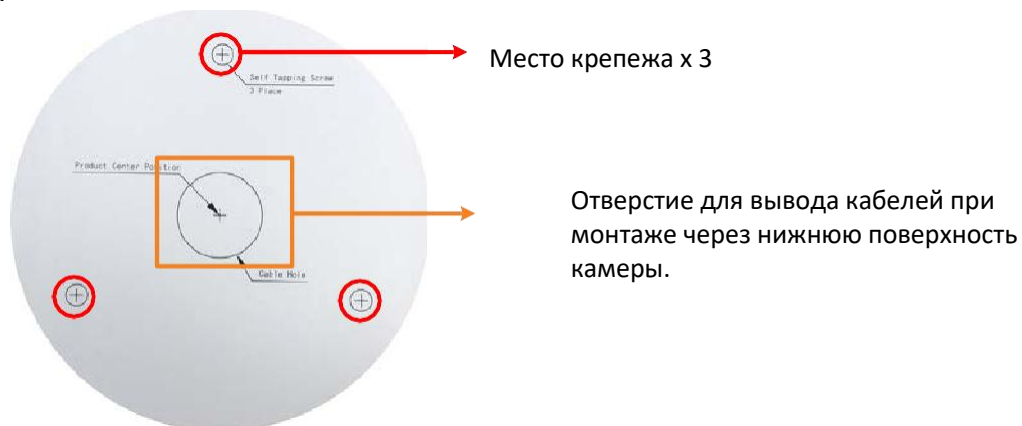 Место крепежа x 3
Self Tapping Screw
3 Place
Product Center Position
Отверстие для вывода кабелей при
монтаже через нижнюю поверхность
камеры.
Cable Hole